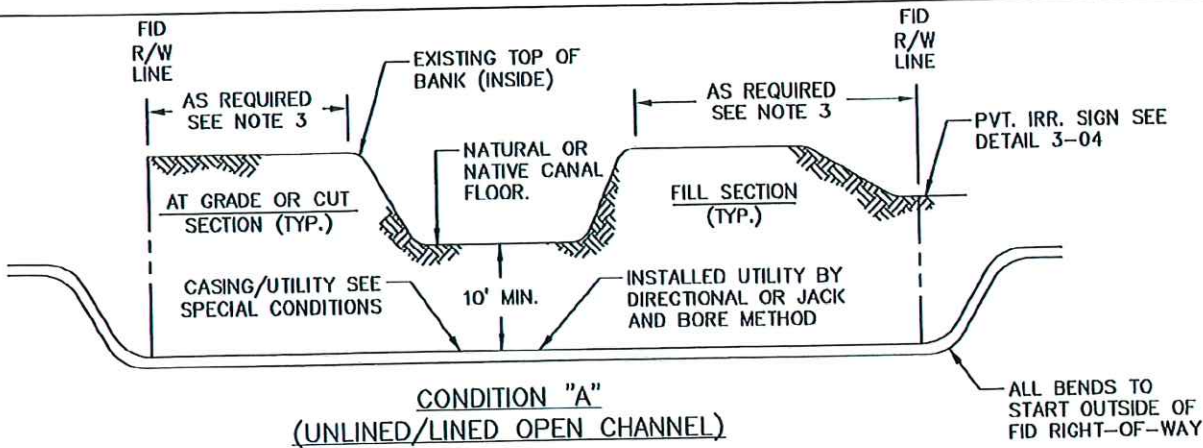 FID
R/W
LINE
FID
R/W
LINE
EXISTING TOP OF
BANK (INSIDE)
AS REQUIRED
SEE NOTE 3
AS REQUIRED
SEE NOTE 3
PVT. IRR. SIGN SEE
DETAIL 3-04
NATURAL OR
NATIVE CANAL
FLOOR.
AT GRADE OR CUT
SECTION (TYP.)
FILL SECTION
(TYP.)
CASING/UTILITY SEE
SPECIAL CONDITIONS
10' MIN.
INSTALLED UTILITY BY
DIRECTIONAL OR JACK
AND BORE METHOD
ALL BENDS TO
START OUTSIDE OF
FID RIGHT-OF-WAY
CONDITION "A"
(UNLINED/LINED OPEN CHANNEL)